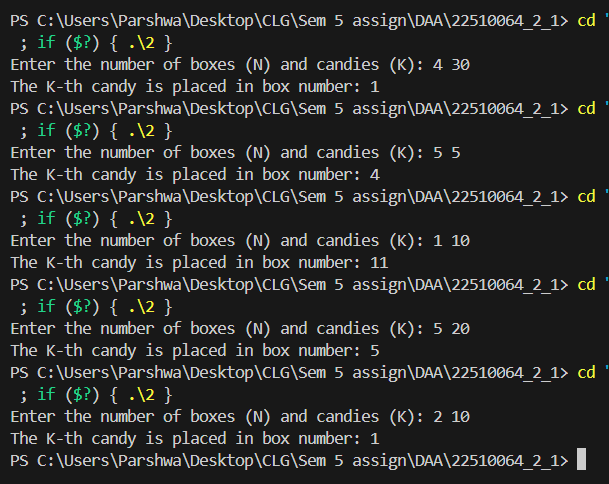 PS C:\Users\Parshwa\Desktop\CLG\Sem 5 assign\DAA\22510064_2_1> cd '
; if ($?) { .\2 }
Enter the number of boxes (N) and candies (K): 4 30
The K-th candy is placed in box number: 1
PS C:\Users\Parshwa\Desktop\CLG\Sem 5 assign\DAA\22510064_2_1> cd '
; if ($?) { .\2 }
Enter the number of boxes (N) and candies (K): 5 5
The K-th candy is placed in box number: 4
PS C:\Users\Parshwa\Desktop\CLG\Sem 5 assign\DAA\22510064_2_1> cd '
; if ($?) { .\2 }
Enter the number of boxes (N) and candies (K): 1 10
The K-th candy is placed in box number: 11
PS C:\Users\Parshwa\Desktop\CLG\Sem 5 assign\DAA\22510064_2_1> cd '
; if ($?) { .\2 }
Enter the number of boxes (N) and candies (K): 5 20
The K-th candy is placed in box number: 5
PS C:\Users\Parshwa\Desktop\CLG\Sem 5 assign\DAA\22510064_2_1> cd '
; if ($?) { .\2 }
Enter the number of boxes (N) and candies (K): 2 10
The K-th candy is placed in box number: 1
PS C:\Users\Parshwa\Desktop\CLG\Sem 5 assign\DAA\22510064_2_1>